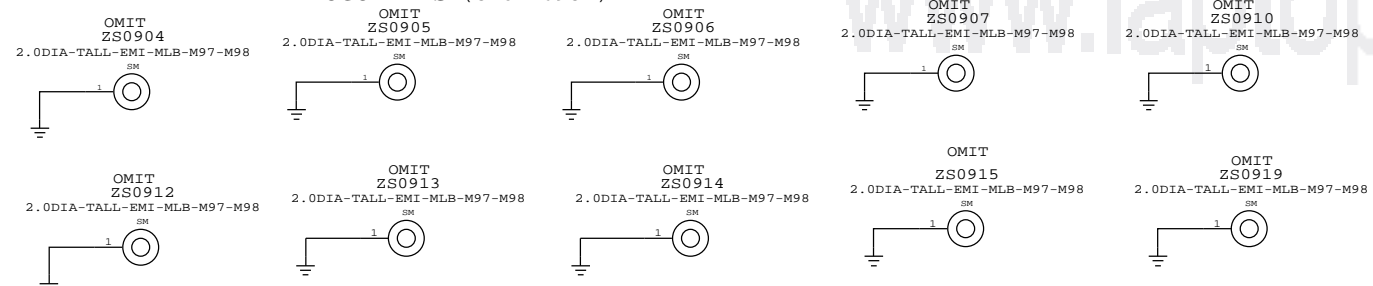 OMIT
ZS0904
2.0DIA-TALL-EMI-MLB-M97-M98
SM
1
OMIT
ZS0905
2.0DIA-TALL-EMI-MLB-M97-M98
SM
1
OMIT
ZS0906
2.0DIA-TALL-EMI-MLB-M97-M98
SM
1
OMIT
ZS0907
2.0DIA-TALL-EMI-MLB-M97-M98
SM
1
OMIT
ZS0910
2.0DIA-TALL-EMI-MLB-M97-M98
SM
1
OMIT
ZS0912
2.0DIA-TALL-EMI-MLB-M97-M98
SM
1
OMIT
ZS0913
2.0DIA-TALL-EMI-MLB-M97-M98
SM
1
OMIT
ZS0914
2.0DIA-TALL-EMI-MLB-M97-M98
SM
1
OMIT
ZS0915
2.0DIA-TALL-EMI-MLB-M97-M98
SM
1
OMIT
ZS0919
2.0DIA-TALL-EMI-MLB-M97-M98
SM
1
www.laptop